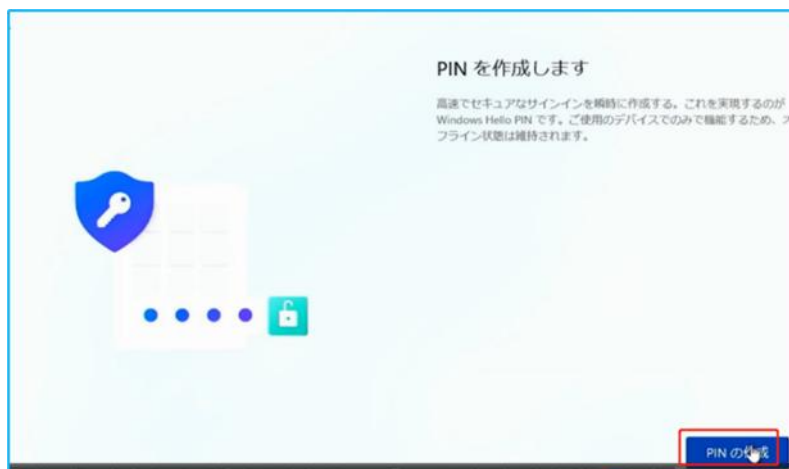 PIN を作成します
高速でセキュアなサインインを瞬時に作成する。これを実現するのが
Windows Hello PIN です。ご使用のデバイスでのみで機能するため、オ
フライン状態は維持されます。
PIN の作成